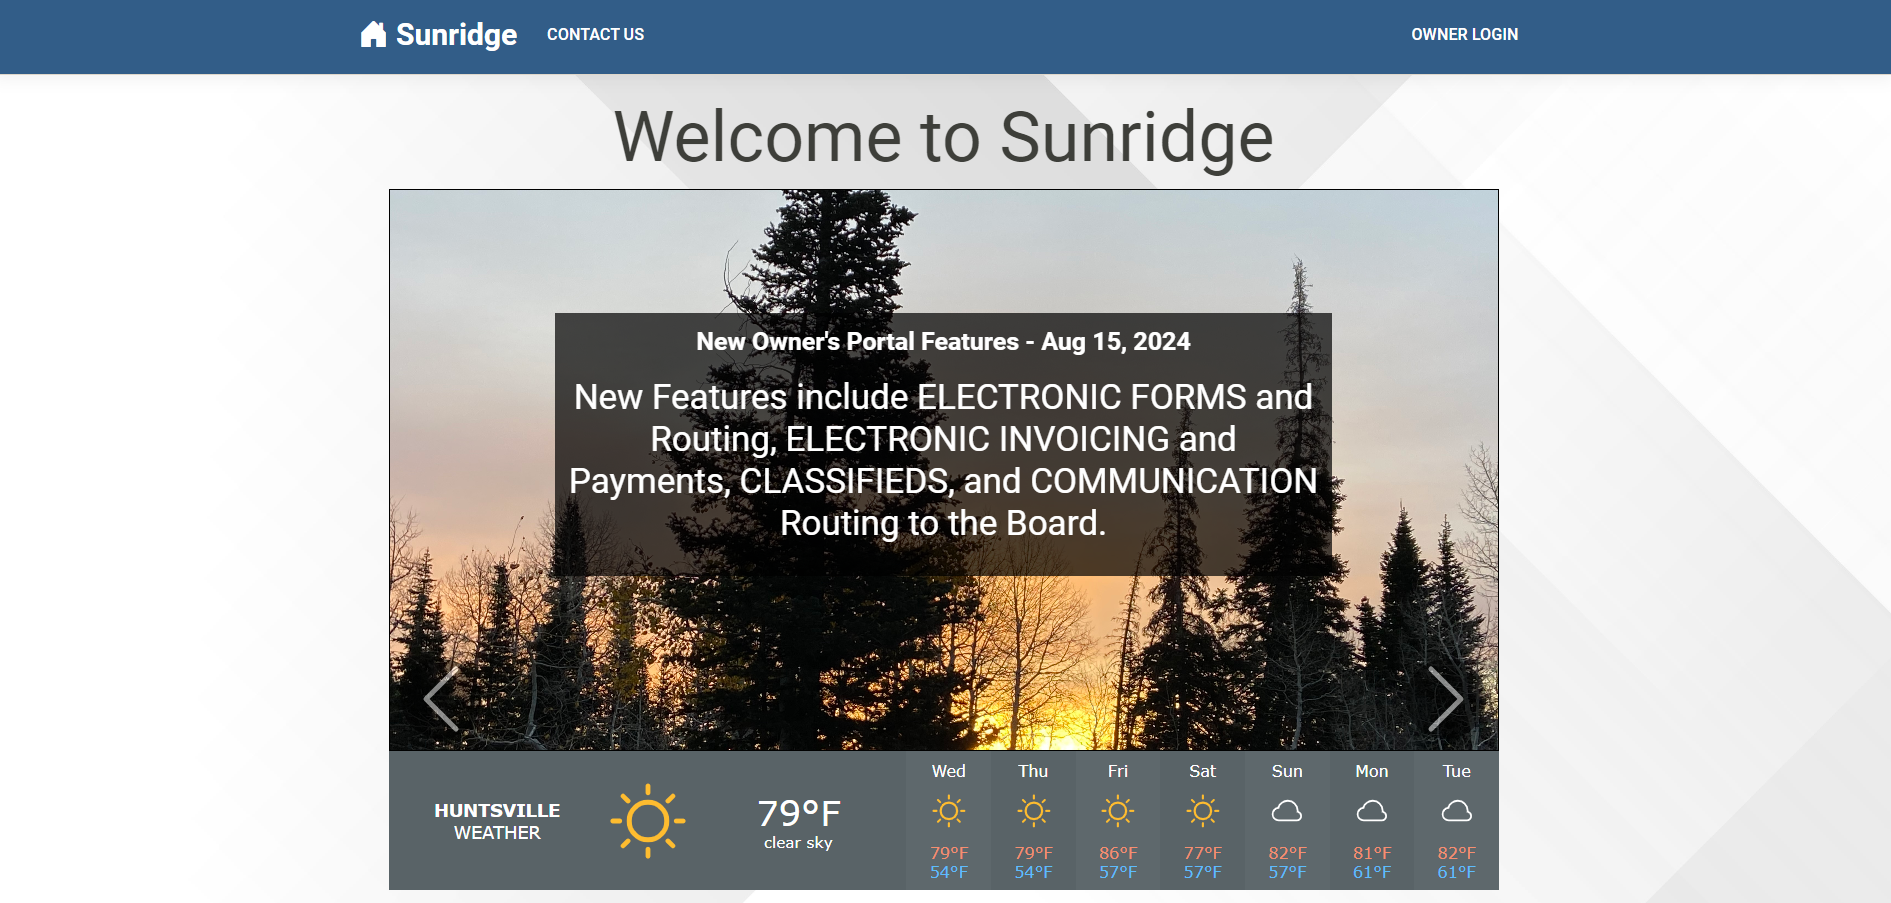 Sunridge CONTACT US OWNER LOGIN
Welcome to Sunridge
New Owner's Portal Features - Aug 15, 2024
New Features include ELECTRONIC FORMS and
Routing, ELECTRONIC INVOICING and
Payments, CLASSIFIEDS, and COMMUNICATION
Routing to the Board.
HUNTSVILLE
WEATHER
79°F
clear sky
Wed Thu Fri Sat Sun Mon Tue
79°F 79°F 86°F 77°F 82°F 81°F 82°F
54°F 54°F 57°F 57°F 57°F 61°F 61°F